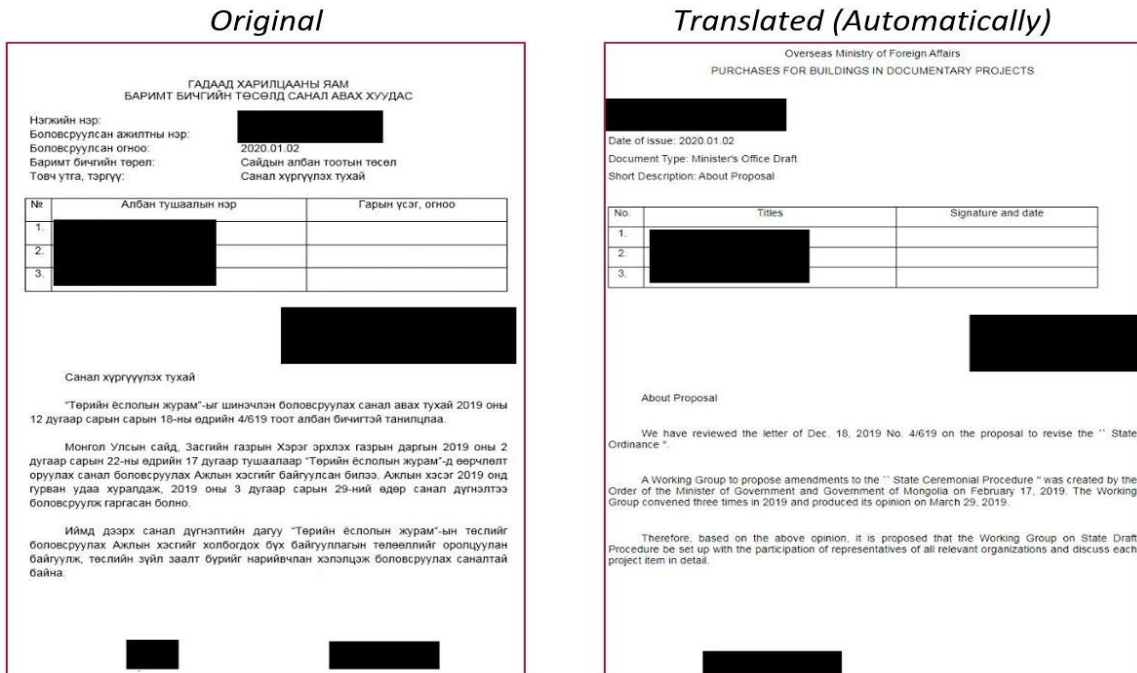 Original
ГАДААД ХАРИЛЦААНЫ ЯАМ
БАРИМТ БИЧГИЙН ТӨСӨЛД САНАЛ АВАХ ХУУДАС
Нэгжийн нэр:
Боловсруулсан ажилтны нэр:
Боловсруулсан огноо: 2020.01.02
Баримт бичгийн төрөл: Сайдын албан тоотын төсөл
Товч утга, тэргүү: Санал хүргүүлэх тухай
№ Албан тушаалын нэр Гарын үсэг, огноо
1.
2.
3.
Санал хүргүүүлэх тухай
“Төрийн ёслолын журам”-ыг шинэчлэн боловсруулах санал авах тухай 2019 оны
12 дугаар сарын сарын 18-ны өдрийн 4/619 тоот албан бичигтэй танилцлаа.
Монгол Улсын сайд, Засгийн газрын Хэрэг эрхлэх газрын даргын 2019 оны 2
дугаар сарын 22-ны өдрийн 17 дугаар тушаалаар “Төрийн ёслолын журам”-д өөрчлөлт
оруулах санал боловсруулах Ажлын хэсгийг байгуулсан билээ. Ажлын хэсэг 2019 онд
гурван удаа хуралдаж, 2019 оны 3 дугаар сарын 29-ний өдөр санал дүгнэлтээ
боловсруулж гаргасан болно.
Иймд дээрх санал дүгнэлтийн дагуу “Төрийн ёслолын журам”-ын төслийг
боловсруулах Ажлын хэсгийг холбогдох бүх байгууллагын төлөөллийг оролцуулан
байгуулж, төслийн зүйл заалт бүрийг нарийвчлан хэлэлцэж боловсруулах саналтай
байна.
Translated (Automatically)
Overseas Ministry of Foreign Affairs
PURCHASES FOR BUILDINGS IN DOCUMENTARY PROJECTS
Date of issue: 2020.01.02
Document Type: Minister's Office Draft
Short Description: About Proposal
No. Titles Signature and date
1.
2.
3.
About Proposal
We have reviewed the letter of Dec. 18, 2019 No. 4/619 on the proposal to revise the `` State
Ordinance ".
A Working Group to propose amendments to the `` State Ceremonial Procedure " was created by the
Order of the Minister of Government and Government of Mongolia on February 17, 2019. The Working
Group convened three times in 2019 and produced its opinion on March 29, 2019.
Therefore, based on the above opinion, it is proposed that the Working Group on State Draft
Procedure be set up with the participation of representatives of all relevant organizations and discuss each
project item in detail.